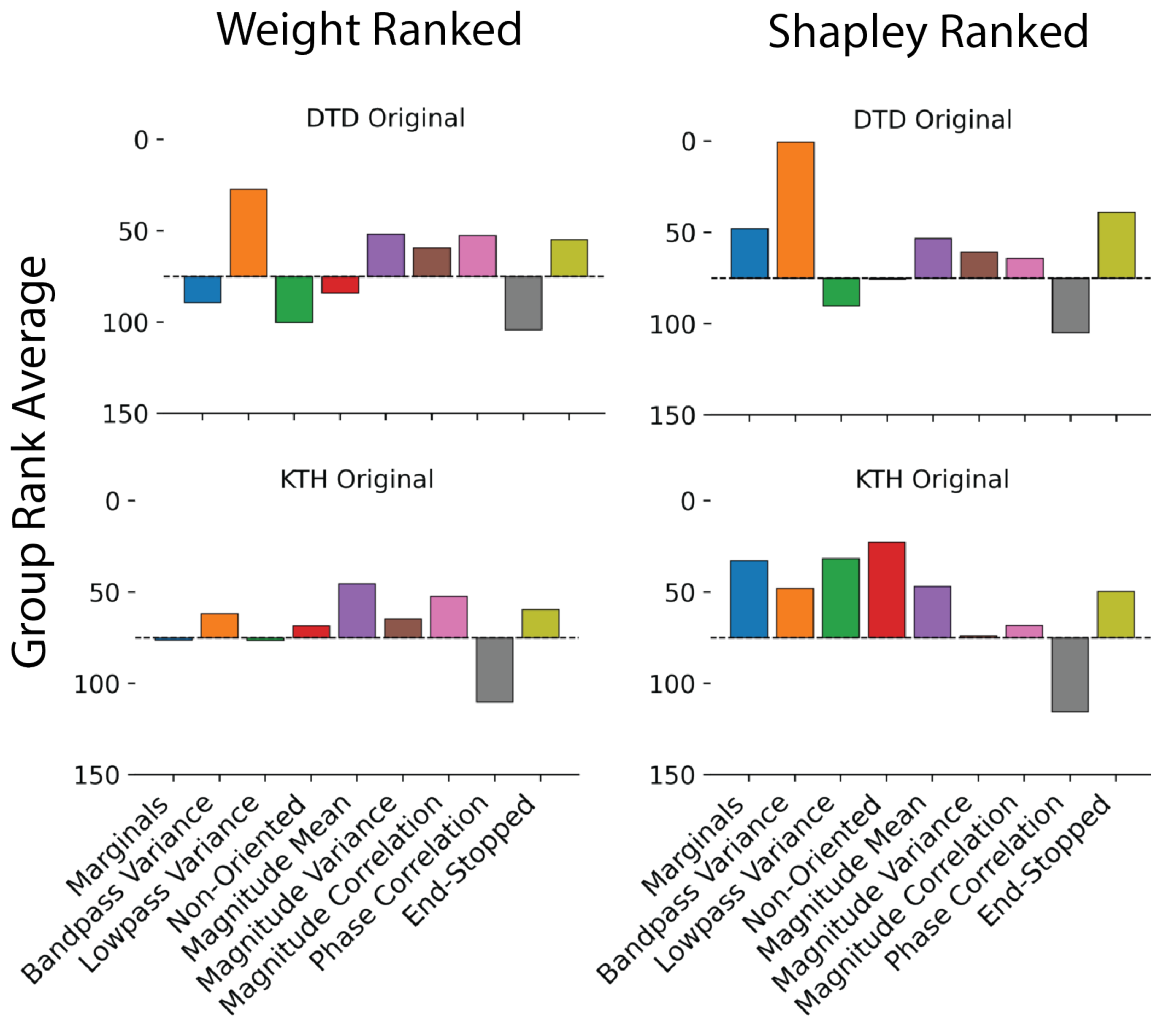 Weight Ranked
Shapley Ranked
Group Rank Average
DTD Original
0
50
100
150
DTD Original
0
50
100
150
KTH Original
0
50
100
150
Marginals
Bandpass Variance
Lowpass Variance
Non-Oriented
Magnitude Mean
Magnitude Variance
Magnitude Correlation
Phase Correlation
End-Stopped
KTH Original
0
50
100
150
Marginals
Bandpass Variance
Lowpass Variance
Non-Oriented
Magnitude Mean
Magnitude Variance
Magnitude Correlation
Phase Correlation
End-Stopped